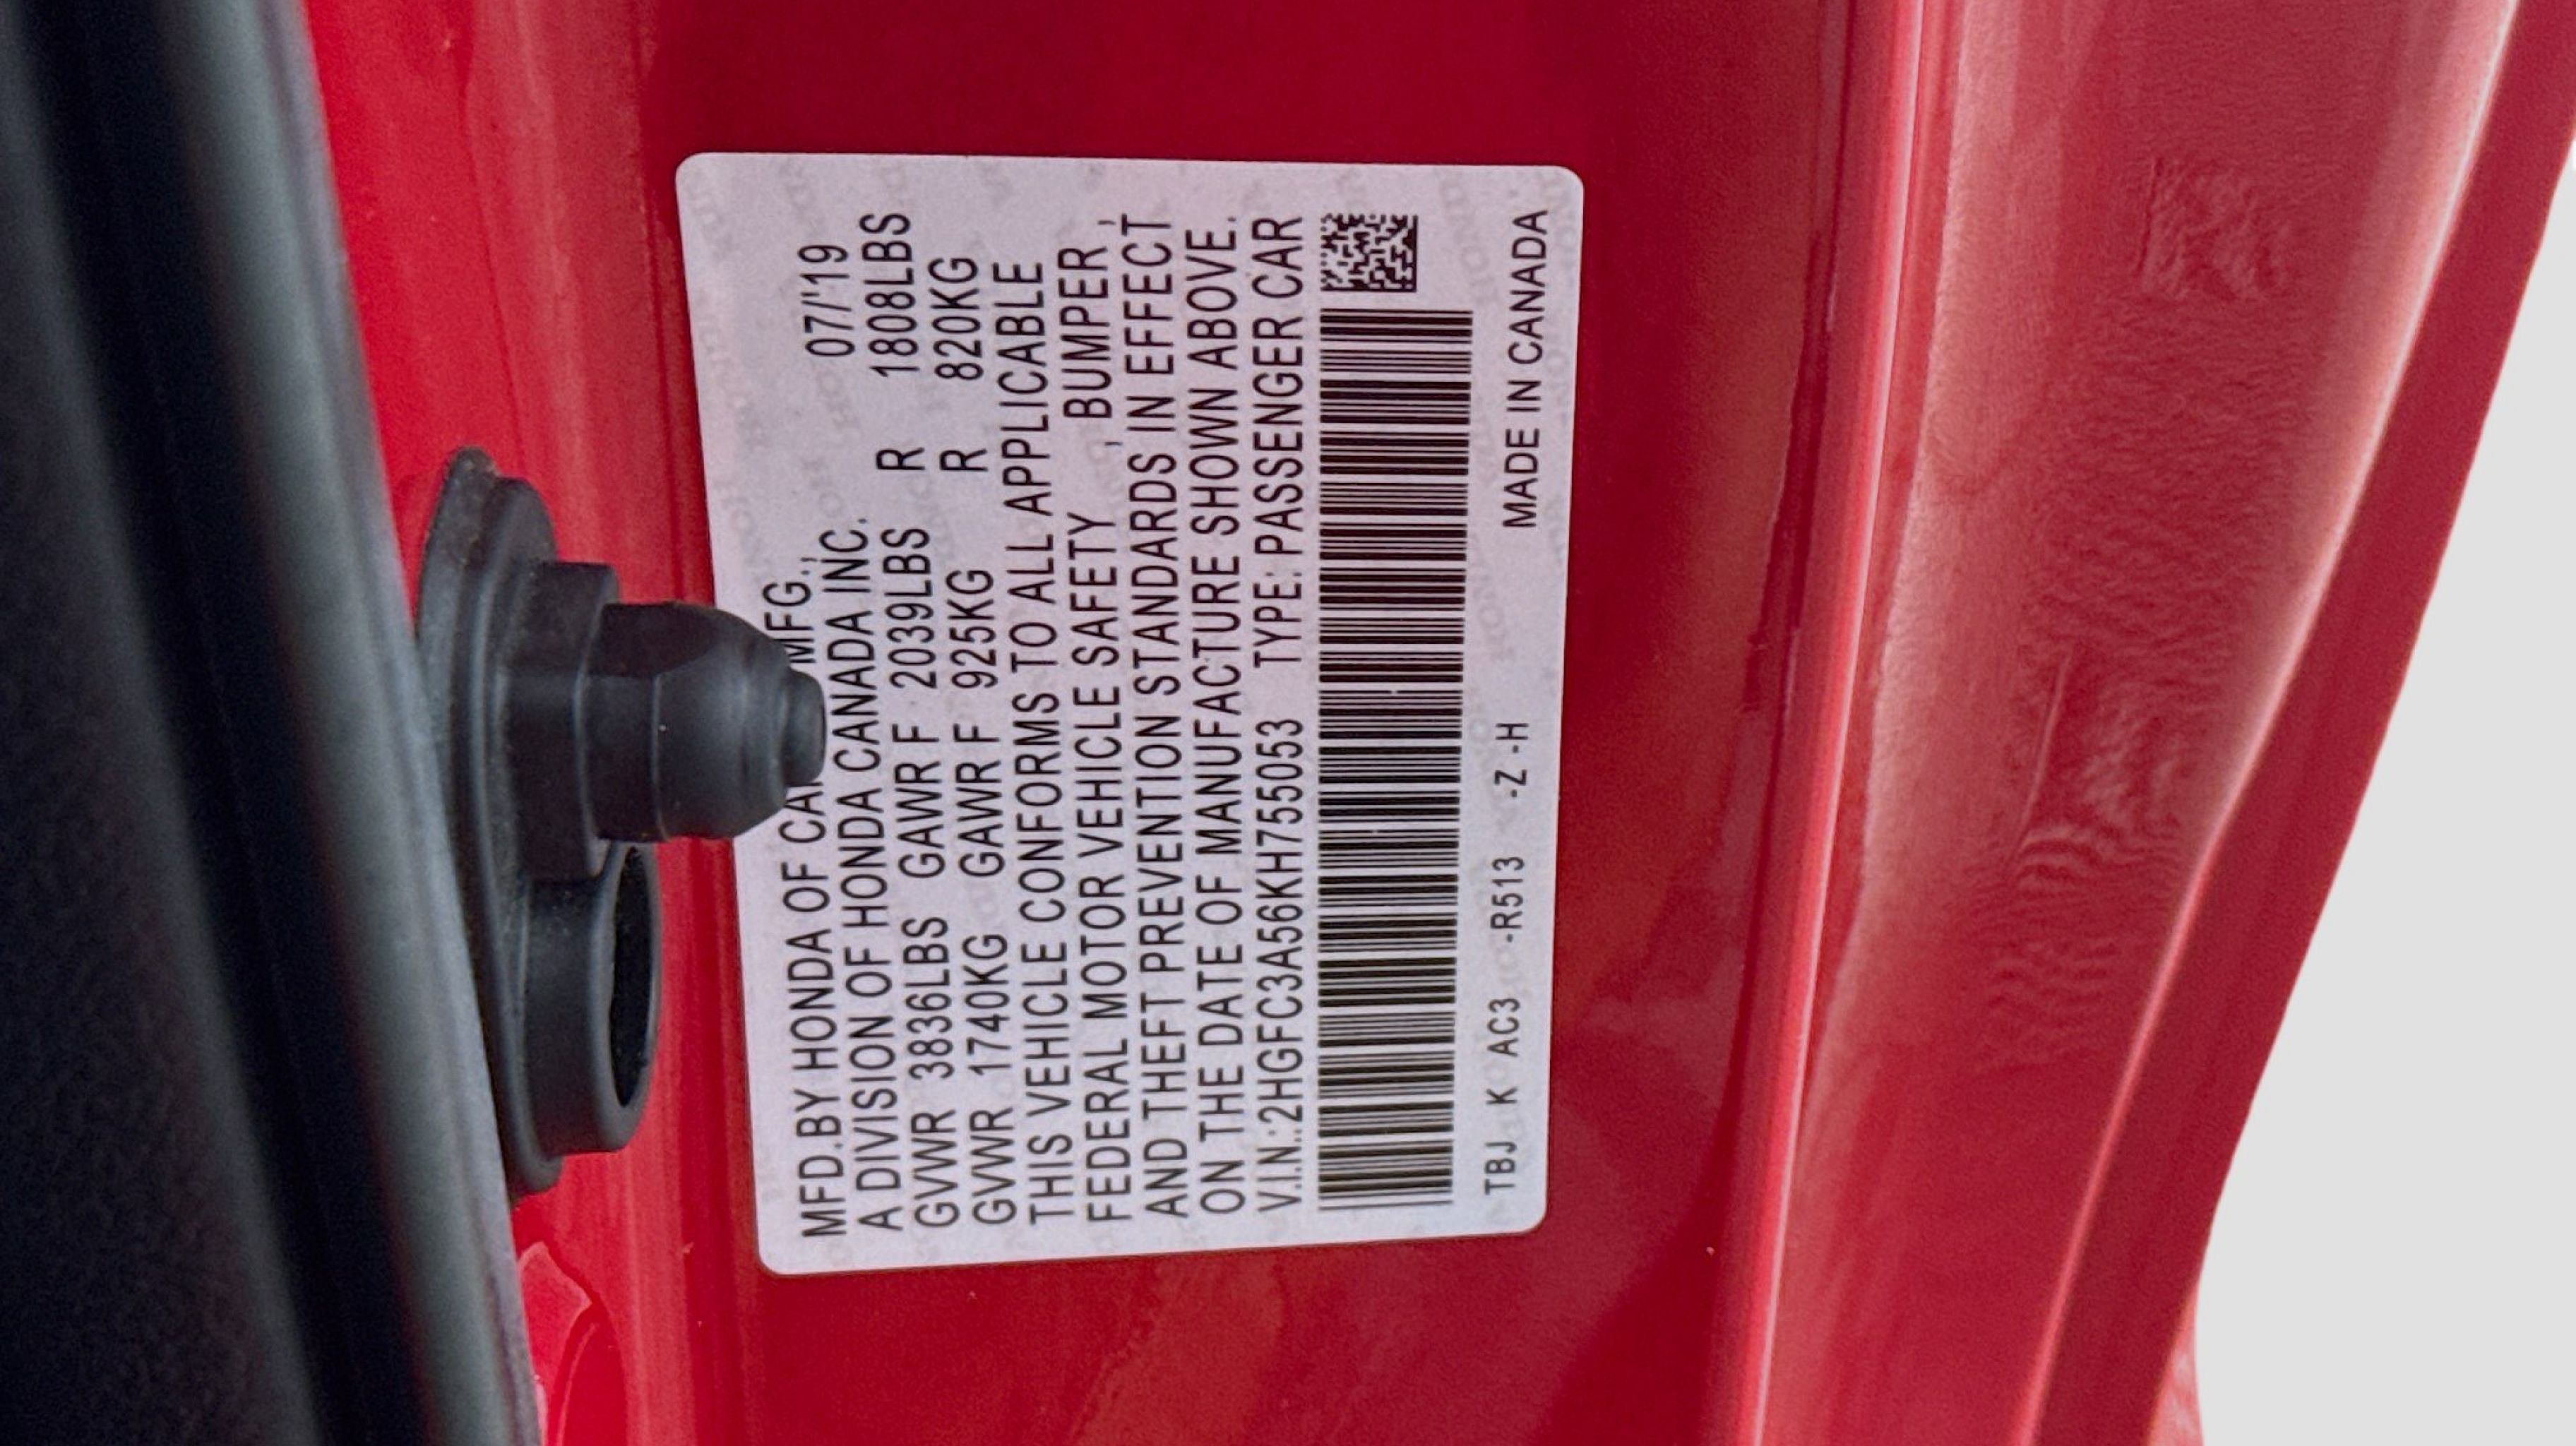 MFD.BY HONDA OF MFG.,
A DIVISION OF HONDA CANADA INC. 07/'19
GVWR 3836LBS GAWR F 2039LBS R 1808LBS
GVWR 1740KG GAWR F 925KG R 820KG
THIS VEHICLE CONFORMS TO ALL APPLICABLE
FEDERAL MOTOR VEHICLE SAFETY , BUMPER ,
AND THEFT PREVENTION STANDARDS IN EFFECT
ON THE DATE OF MANUFACTURE SHOWN ABOVE.
V.I.N.:2HGFC3A56KH755053 TYPE: PASSENGER CAR
TBJ K AC3 -R513 -Z -H MADE IN CANADA